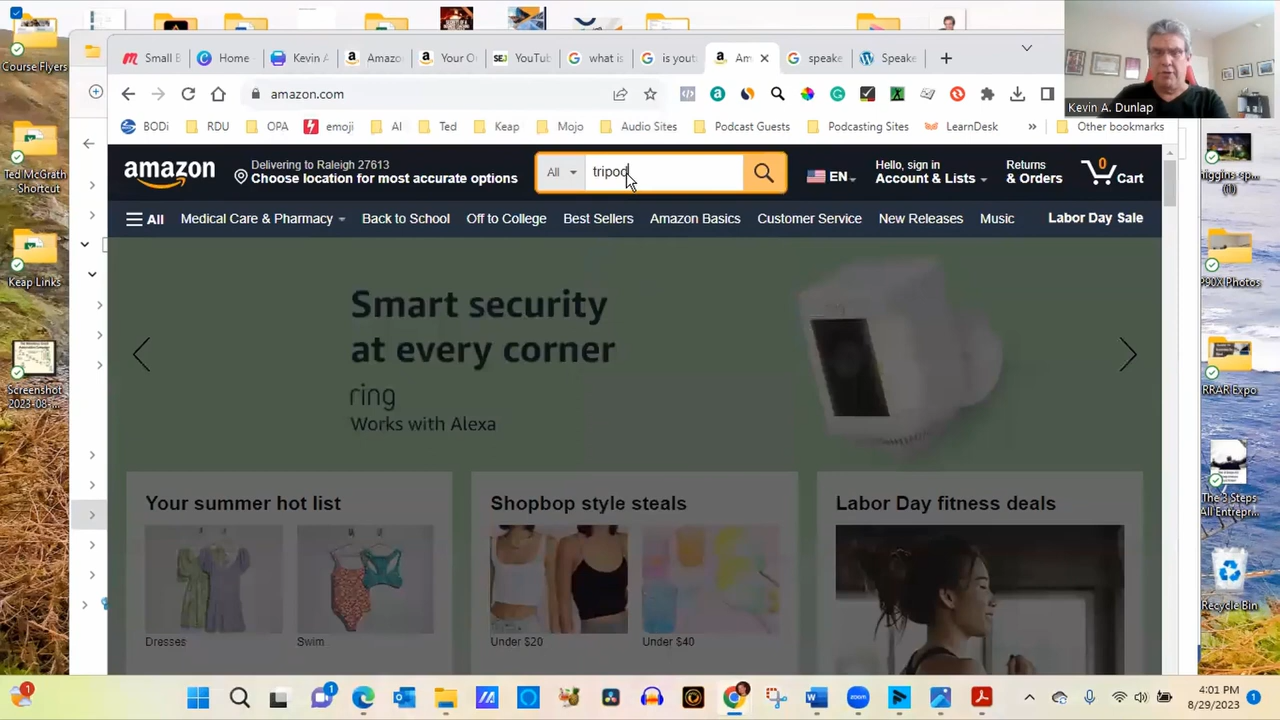 Course Flyers
Ted McGrath -
Shortcut
Keap Links
Screenshot
2023-08-...
Small B
Home
Kevin A
Amazo
Your
YouTub
what is
is yout
Am
speake
Speake
amazon.com
BODi
RDU
OPA
emoji
AI
Ted
Keap
Mojo
Audio Sites
Podcast Guests
Podcasting Sites
LearnDesk
»
Other bookmarks
Kevin A. Dunlap
amazon
Delivering to Raleigh 27613
Choose location for most accurate options
All
tripod
EN
Hello, sign in
Account & Lists
Returns
& Orders
0
Cart
All
Medical Care & Pharmacy
Back to School
Off to College
Best Sellers
Amazon Basics
Customer Service
New Releases
Music
Labor Day Sale
Smart security
at every corner
ring
Works with Alexa
Your summer hot list
Dresses
Swim
Shopbop style steals
Under $20
Under $40
Labor Day fitness deals
higgins-sp...
(1)
P90X Photos
RRAR Expo
The 3 Steps
All Entrepr...
Recycle Bin
1
1
4:01 PM
8/29/2023
1